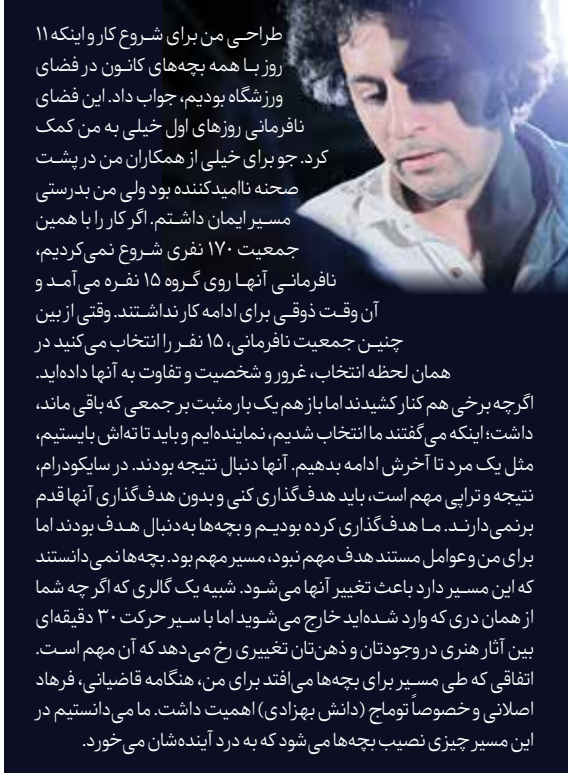 طراحی من برای شروع کار و اینکه ۱۱
روز با همه بچه‌های کانون در فضای
ورزشگاه بودیم، جواب داد. این فضای
نافرمانی روزهای اول خیلی به من کمک
کرد. جو برای خیلی از همکاران من در پشت
صحنه ناامیدکننده بود ولی من بدرستی
مسیر ایمان داشتم. اگر کار را با همین
جمعیت ۱۷۰ نفری شروع نمی‌کردیم،
نافرمانی آنها روی گروه ۱۵ نفره می‌آمد و
آن وقت ذوقی برای ادامه کار نداشتند. وقتی از بین
چنین جمعیت نافرمانی، ۱۵ نفر را انتخاب می‌کنید در
همان لحظه انتخاب، غرور و شخصیت و تفاوت به آنها داده‌اید.
اگرچه برخی هم کنار کشیدند اما باز هم یک بار مثبت بر جمعی که باقی ماند،
داشت؛ اینکه می‌گفتند ما انتخاب شدیم، نماینده‌ایم و باید تا ته‌اش بایستیم،
مثل یک مرد تا آخرش ادامه بدهیم. آنها دنبال نتیجه بودند. در سایکودرام،
نتیجه و تراپی مهم است، باید هدف‌گذاری کنی و بدون هدف‌گذاری آنها قدم
برنمی‌دارند. ما هدف‌گذاری کرده بودیم و بچه‌ها به‌دنبال هدف بودند اما
برای من و عوامل مستند هدف مهم نبود، مسیر مهم بود. بچه‌ها نمی‌دانستند
که این مسیر دارد باعث تغییر آنها می‌شود. شبیه یک گالری که اگر چه شما
از همان دری که وارد شده‌اید خارج می‌شوید اما با سیر حرکت ۳۰ دقیقه‌ای
بین آثار هنری در وجودتان و ذهن‌تان تغییری رخ می‌دهد که آن مهم است.
اتفاقی که طی مسیر برای بچه‌ها می‌افتد برای من، هنگامه قاضیانی، فرهاد
اصلانی و خصوصاً توماج (دانش بهزادی) اهمیت داشت. ما می‌دانستیم در
این مسیر چیزی نصیب بچه‌ها می‌شود که به درد آینده‌شان می‌خورد.